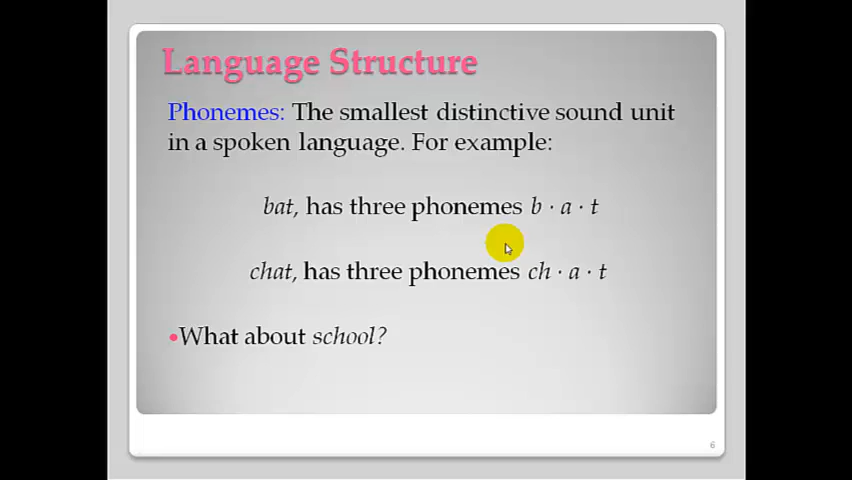 Language Structure
Phonemes: The smallest distinctive sound unit
in a spoken language. For example:
bat, has three phonemes b · a · t
chat, has three phonemes ch · a · t
•What about school?
6